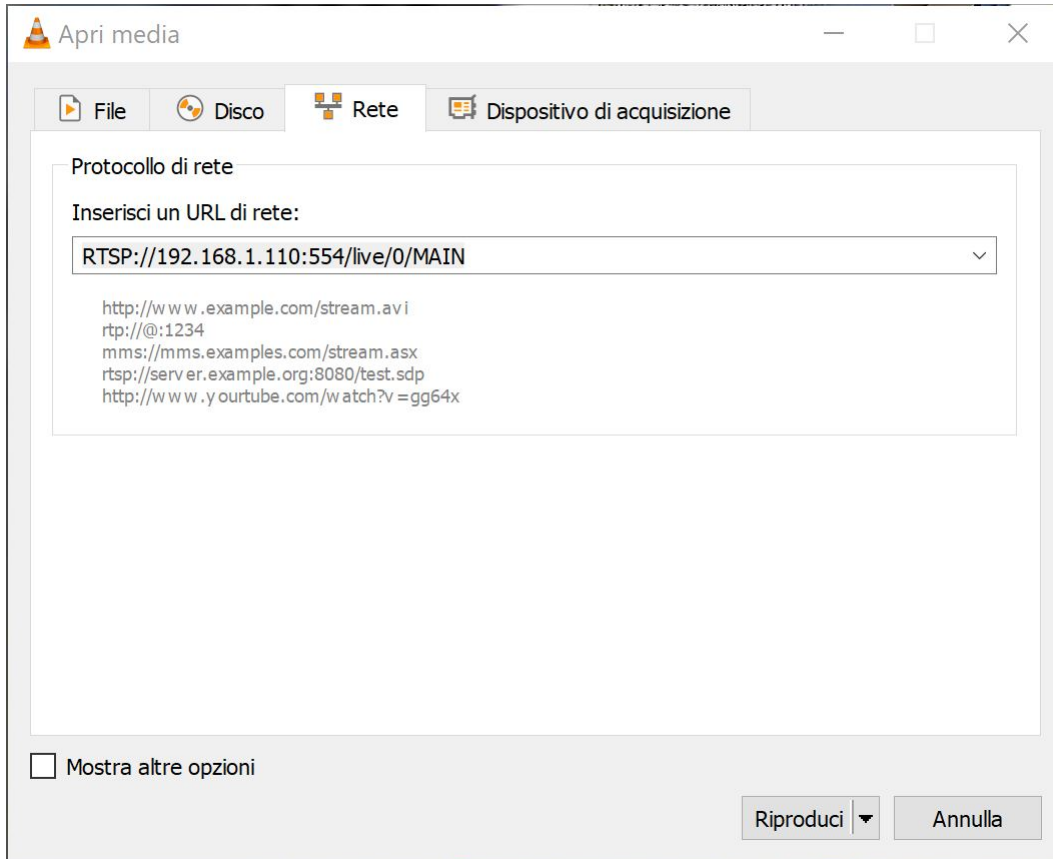 Apri media
File
Disco
Rete
Dispositivo di acquisizione
Protocollo di rete
Inserisci un URL di rete:
RTSP://192.168.1.110:554/live/0/MAIN
http://www.example.com/stream.avi
rtp://@:1234
mms://mms.examples.com/stream.asx
rtsp://server.example.org:8080/test.sdp
http://www.yourtube.com/watch?v=gg64x
Mostra altre opzioni
Riproduci
Annulla